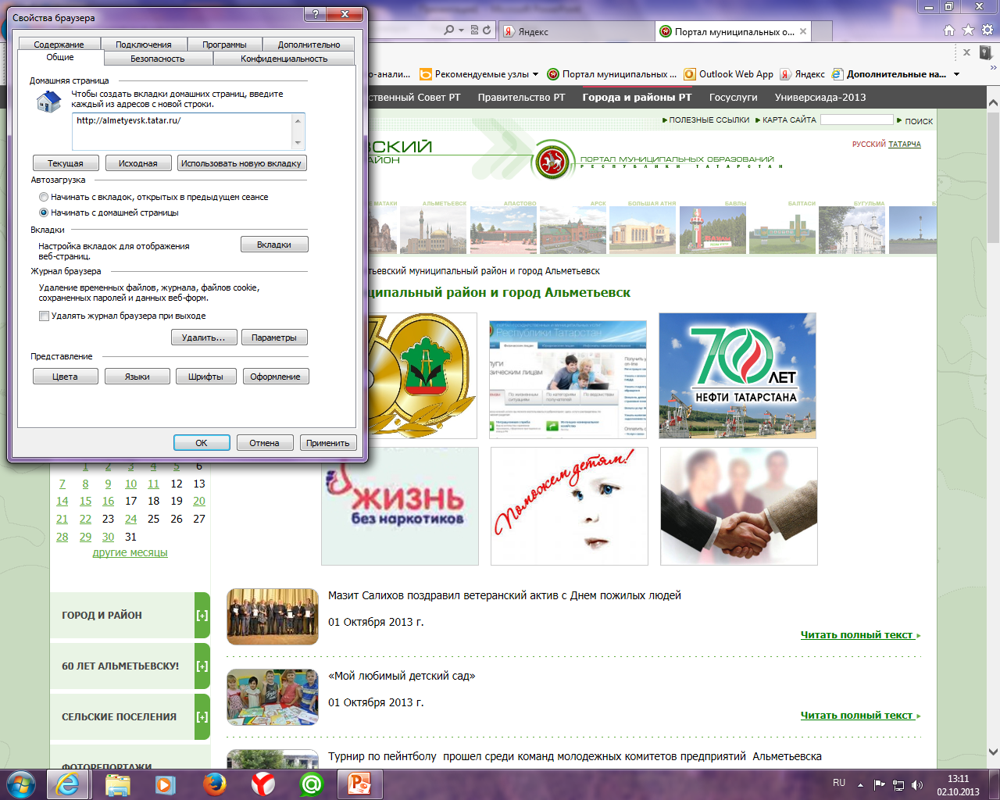 Свойства браузера
Содержание
Подключения
Программы
Дополнительно
Общие
Безопасность
Конфиденциальность
Домашняя страница
Чтобы создать вкладки домашних страниц, введите
каждый из адресов с новой строки.
http://almetyevsk.tatar.ru/
Текущая
Исходная
Использовать новую вкладку
Автозагрузка
Начинать с вкладок, открытых в предыдущем сеансе
Начинать с домашней страницы
Вкладки
Настройка вкладок для отображения
веб-страниц.
Вкладки
Журнал браузера
Удаление временных файлов, журнала, файлов cookie,
сохраненных паролей и данных веб-форм.
Удалять журнал браузера при выходе
Удалить...
Параметры
Представление
Цвета
Языки
Шрифты
Оформление
ОК
Отмена
Применить
Яндекс
Портал муниципальных о...
о-анали...
Рекомендуемые узлы
Портал муниципальных ...
Outlook Web App
Яндекс
Дополнительные на...
ственный Совет РТ
Правительство РТ
Города и районы РТ
Госуслуги
Универсиада-2013
ПОЛЕЗНЫЕ ССЫЛКИ
КАРТА САЙТА
ПОИСК
ВСКИЙ
РАЙОН
ПОРТАЛ МУНИЦИПАЛЬНЫХ ОБРАЗОВАНИЙ
РЕСПУБЛИКИ ТАТАРСТАН
РУССКИЙ ТАТАРЧА
Е МАТАКИ
АЛЬМЕТЬЕВСК
АПАСТОВО
АРСК
БОЛЬШАЯ АТНЯ
БАВЛЫ
БАЛТАСИ
БУГУЛЬМА
тьевский муниципальный район и город Альметьевск
ципальный район и город Альметьевск
Республики Татарстан
70 ЛЕТ
НЕФТИ ТАТАРСТАНА
ЖИЗНЬ
без наркотиков
Поможем детям!
1 2 3 4 5 6
7 8 9 10 11 12 13
14 15 16 17 18 19 20
21 22 23 24 25 26 27
28 29 30 31
другие месяцы
ГОРОД И РАЙОН
[+]
60 ЛЕТ АЛЬМЕТЬЕВСКУ!
[+]
СЕЛЬСКИЕ ПОСЕЛЕНИЯ
[+]
ФОТОРЕПОРТАЖИ
Мазит Салихов поздравил ветеранский актив с Днем пожилых людей
01 Октября 2013 г.
Читать полный текст
«Мой любимый детский сад»
01 Октября 2013 г.
Читать полный текст
Турнир по пейнтболу прошел среди команд молодежных комитетов предприятий Альметьевска
RU
13:11
02.10.2013